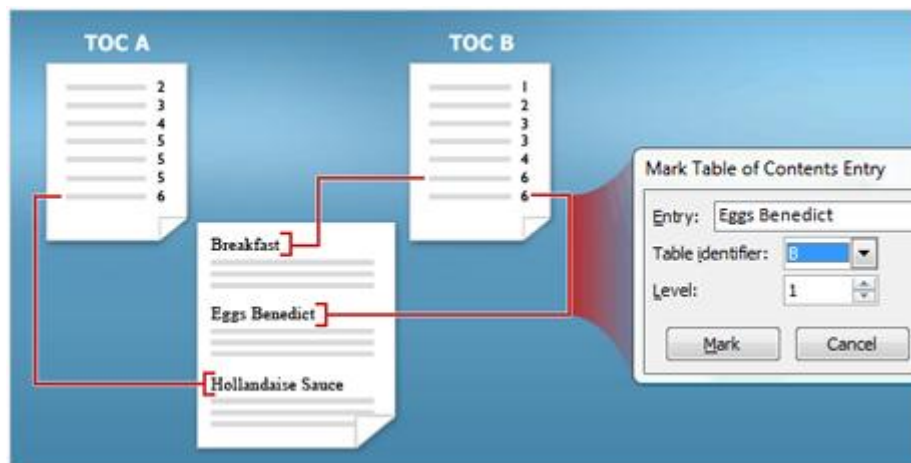 TOC A
TOC B
2
3
4
5
5
5
6
1
2
3
3
4
6
6
Breakfast
Eggs Benedict
Hollandaise Sauce
Mark Table of Contents Entry
Entry: Eggs Benedict
Table identifier: B
Level: 1
Mark Cancel